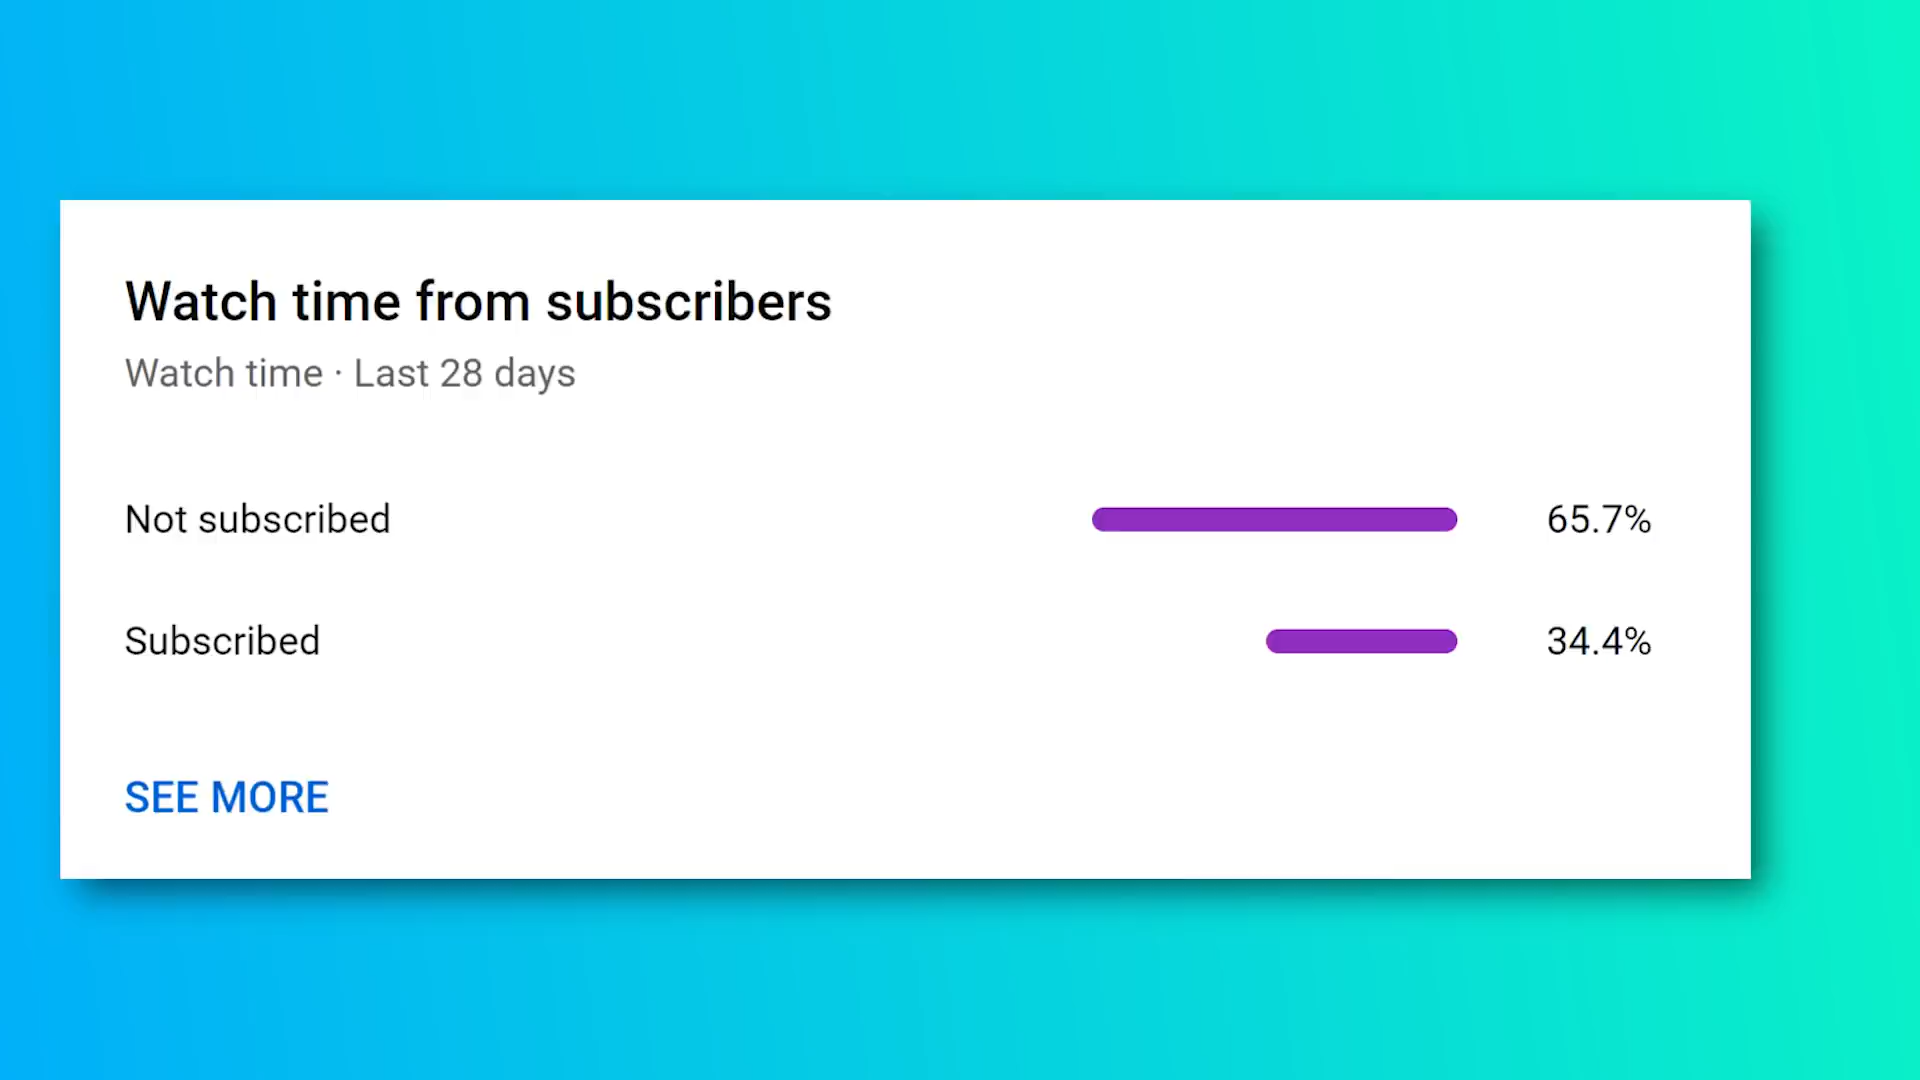 Watch time from subscribers
Watch time · Last 28 days
Not subscribed 65.7%
Subscribed 34.4%
SEE MORE